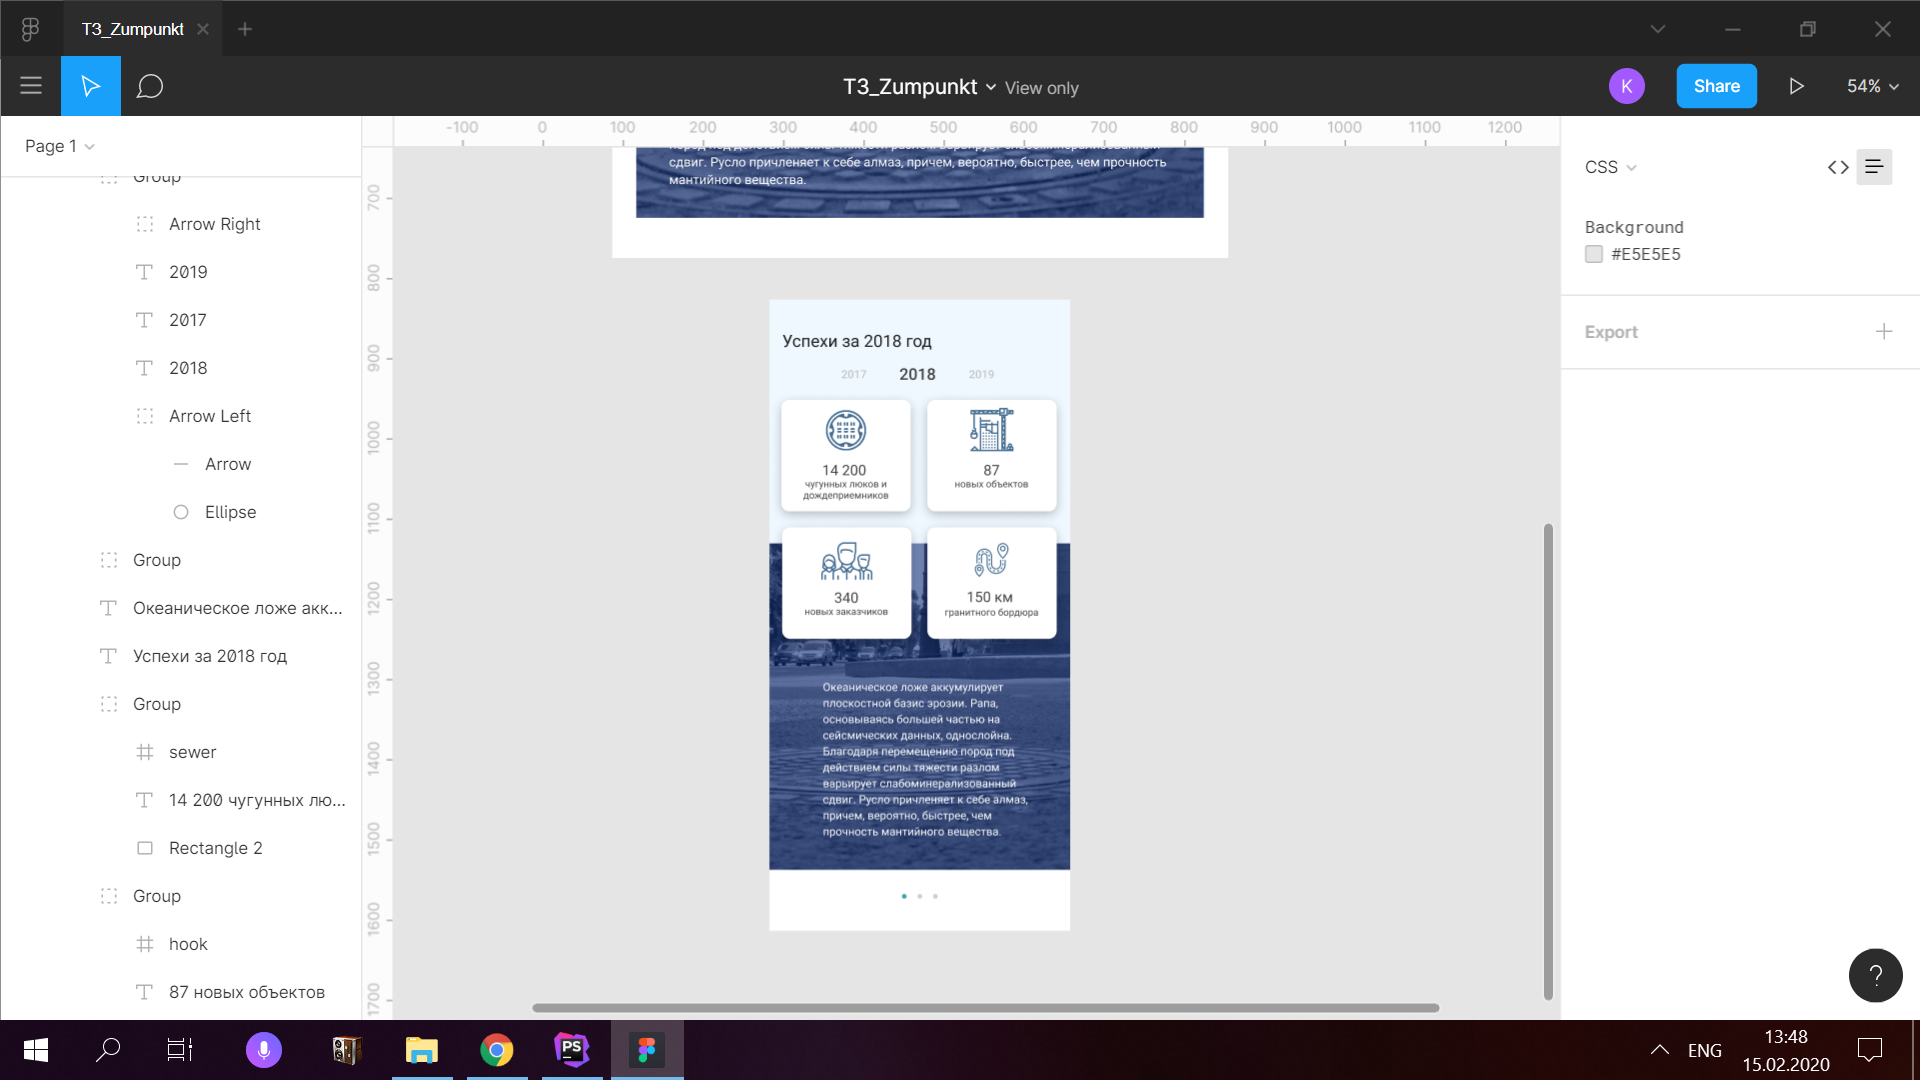 T3_Zumpunkt
T3_Zumpunkt View only
K
Share
54%
Page 1
Group
Arrow Right
2019
2017
2018
Arrow Left
Arrow
Ellipse
Group
Океаническое ложе акк...
Успехи за 2018 год
Group
sewer
14 200 чугунных лю...
Rectangle 2
Group
hook
87 новых объектов
-100 0 100 200 300 400 500 600 700 800 900 1000 1100 1200
700
800
900
1000
1100
1200
1300
1400
1500
1600
1700
сдвиг. Русло причленяет к себе алмаз, причем, вероятно, быстрее, чем прочность
мантийного вещества.
Успехи за 2018 год
2017 2018 2019
14 200
чугунных люков и
дождеприемников
87
новых объектов
340
новых заказчиков
150 км
гранитного бордюра
Океаническое ложе аккумулирует
плоскостной базис эрозии. Рапа,
основываясь большей частью на
сейсмических данных, однослойна.
Благодаря перемещению пород под
действием силы тяжести разлом
варьирует слабоминерализованный
сдвиг. Русло причленяет к себе алмаз,
причем, вероятно, быстрее, чем
прочность мантийного вещества.
CSS
Background
#E5E5E5
Export
?
PS
ENG
13:48
15.02.2020